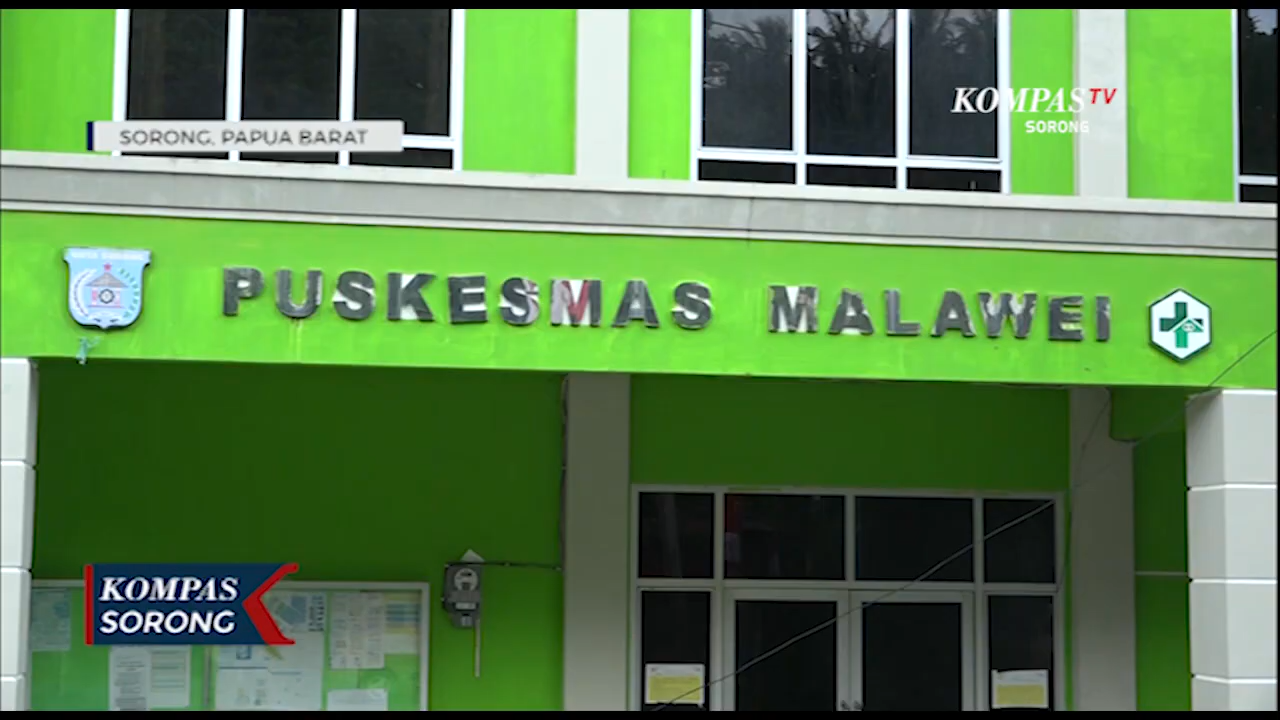 KOMPAS TV
SORONG
SORONG, PAPUA BARAT
PUSKESMAS MALAWEI
KOMPAS
SORONG